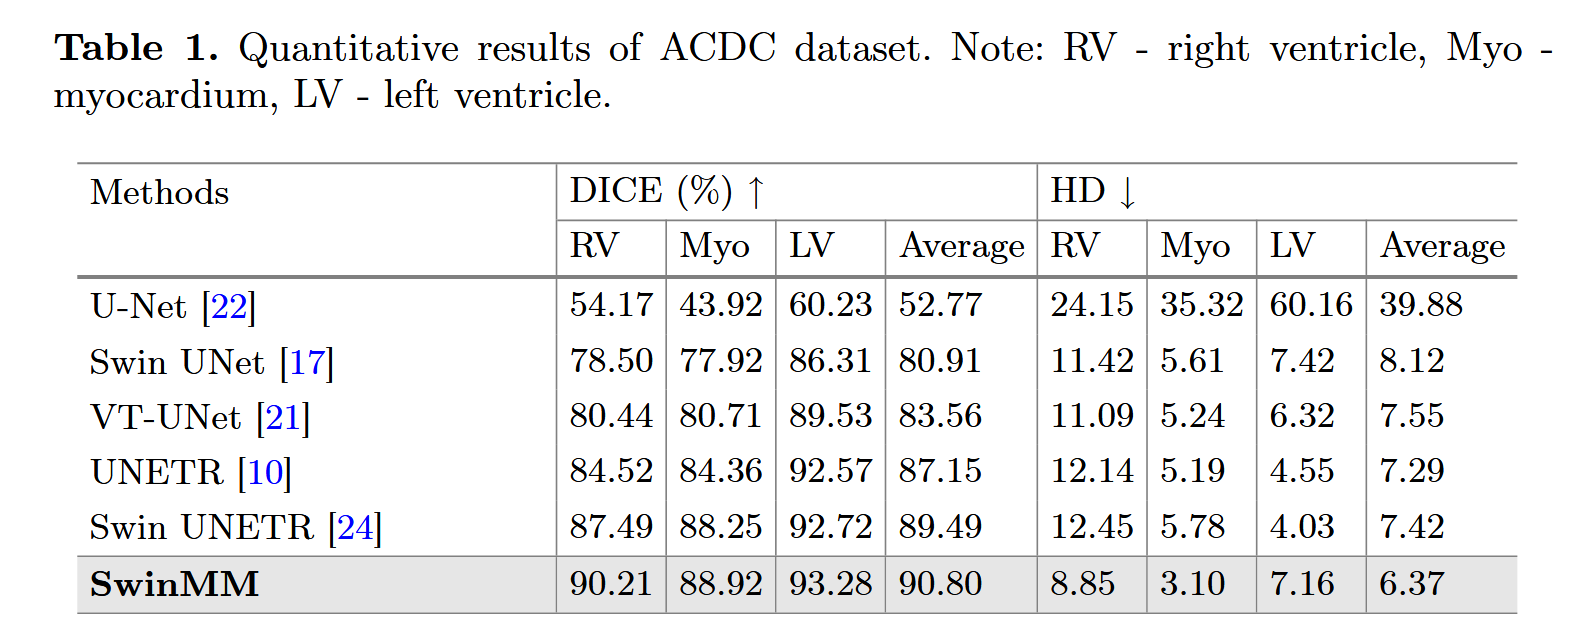 Table 1. Quantitative results of ACDC dataset. Note: RV - right ventricle, Myo -
myocardium, LV - left ventricle.
Methods DICE (%) ↑ HD ↓
RV Myo LV Average RV Myo LV Average
U-Net [22] 54.17 43.92 60.23 52.77 24.15 35.32 60.16 39.88
Swin UNet [17] 78.50 77.92 86.31 80.91 11.42 5.61 7.42 8.12
VT-UNet [21] 80.44 80.71 89.53 83.56 11.09 5.24 6.32 7.55
UNETR [10] 84.52 84.36 92.57 87.15 12.14 5.19 4.55 7.29
Swin UNETR [24] 87.49 88.25 92.72 89.49 12.45 5.78 4.03 7.42
SwinMM 90.21 88.92 93.28 90.80 8.85 3.10 7.16 6.37